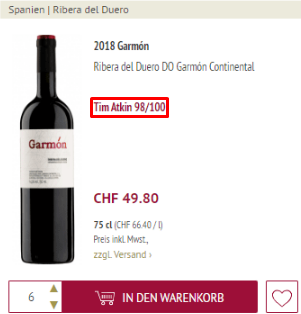 Spanien | Ribera del Duero
2018 Garmón
Ribera del Duero DO Garmón Continental
Tim Atkin 98/100
Garmón
CHF 49.80
75 cl (CHF 66.40 / l)
Preis inkl. Mwst.,
zzgl. Versand ›
6
IN DEN WARENKORB